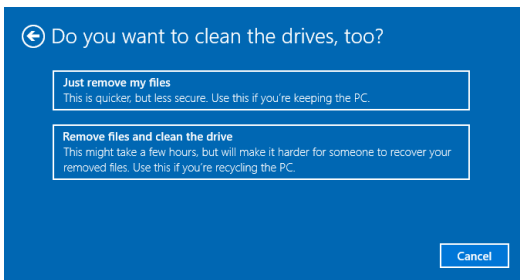 Do you want to clean the drives, too?
Just remove my files
This is quicker, but less secure. Use this if you're keeping the PC.
Remove files and clean the drive
This might take a few hours, but will make it harder for someone to recover your
removed files. Use this if you're recycling the PC.
Cancel